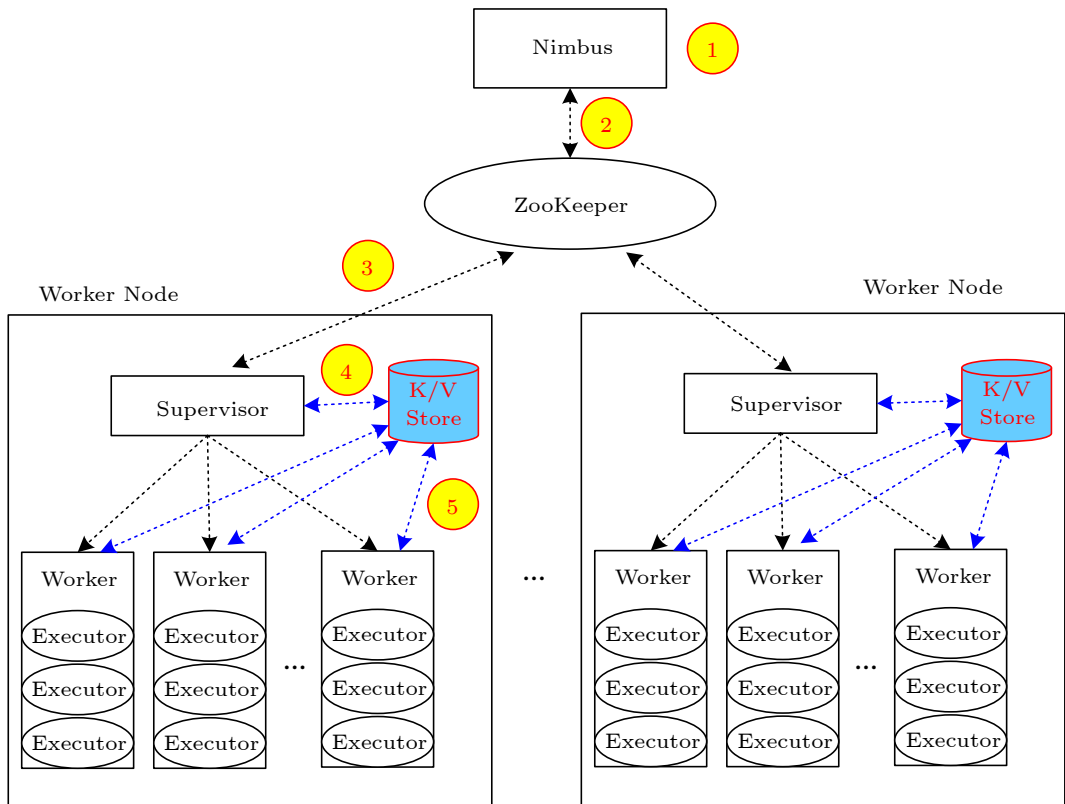 Nimbus
1
2
ZooKeeper
3
Worker Node
Worker Node
4
K/V
Store
Supervisor
K/V
Store
Supervisor
5
Worker
Worker
Worker
...
Worker
Worker
Worker
Executor
Executor
Executor
Executor
Executor
Executor
...
...
Executor
Executor
Executor
Executor
Executor
Executor
Executor
Executor
Executor
Executor
Executor
Executor